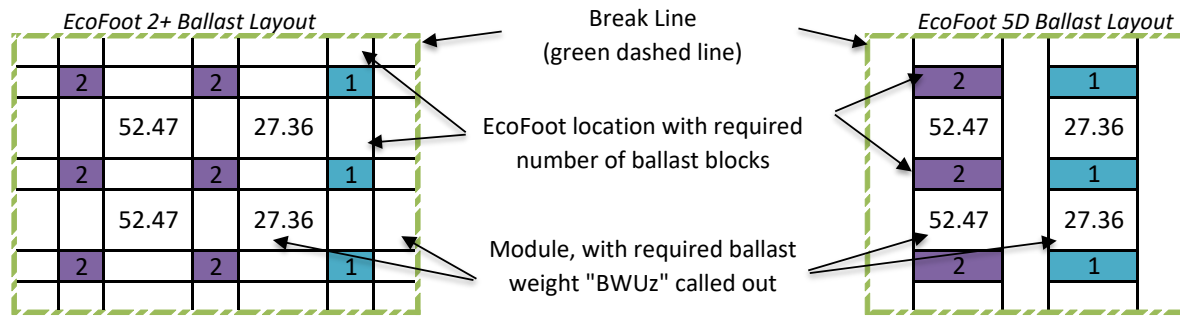 EcoFoot 2+ Ballast Layout
Break Line
(green dashed line)
EcoFoot 5D Ballast Layout
2 2 1
52.47 27.36
2 2 1
52.47 27.36
2 2 1
EcoFoot location with required
number of ballast blocks
Module, with required ballast
weight "BWUz" called out
2 1
52.47 27.36
2 1
52.47 27.36
2 1